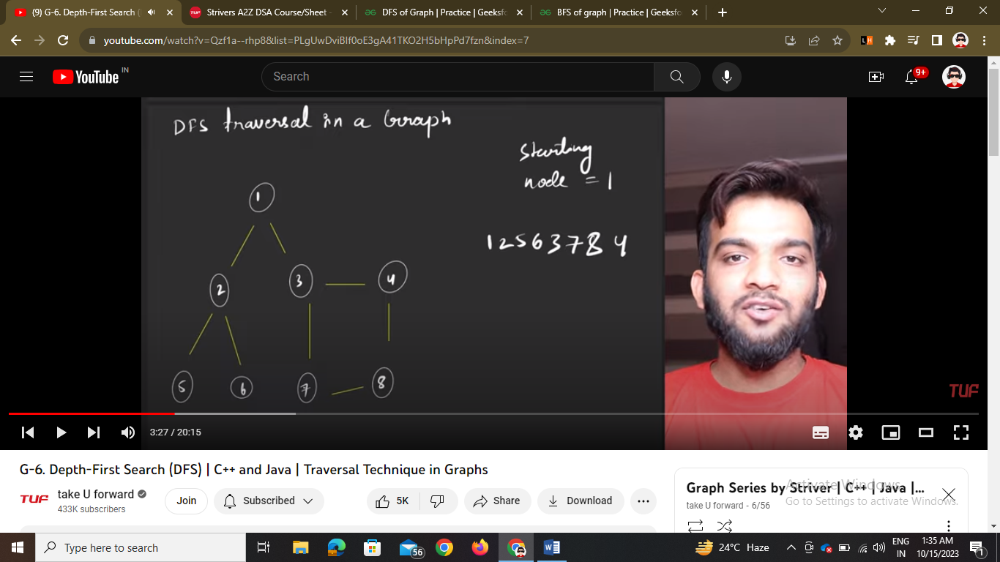 (9) G-6. Depth-First Search (
Strivers A2Z DSA Course/Sheet -
DFS of Graph | Practice | Geeksfo
BFS of graph | Practice | Geeksfo
youtube.com/watch?v=Qzf1a--rhp8&list=PLgUwDviBIf0oE3gA41TKO2H5bHpPd7fzn&index=7
YouTube IN
Search
9+
DFS traversal in a Graph
Starting
node = 1
1 2 5 6 3 7 8 4
1
2
3
4
5
6
7
8
TUF
3:27 / 20:15
G-6. Depth-First Search (DFS) | C++ and Java | Traversal Technique in Graphs
TUF
take U forward
433K subscribers
Join
Subscribed
5K
Share
Download
Graph Series by Striver | C++ | Java |...
take U forward - 6/56
Activate Windows
Go to Settings to activate Windows.
Type here to search
56
24°C Haze
ENG
IN
1:35 AM
10/15/2023
1